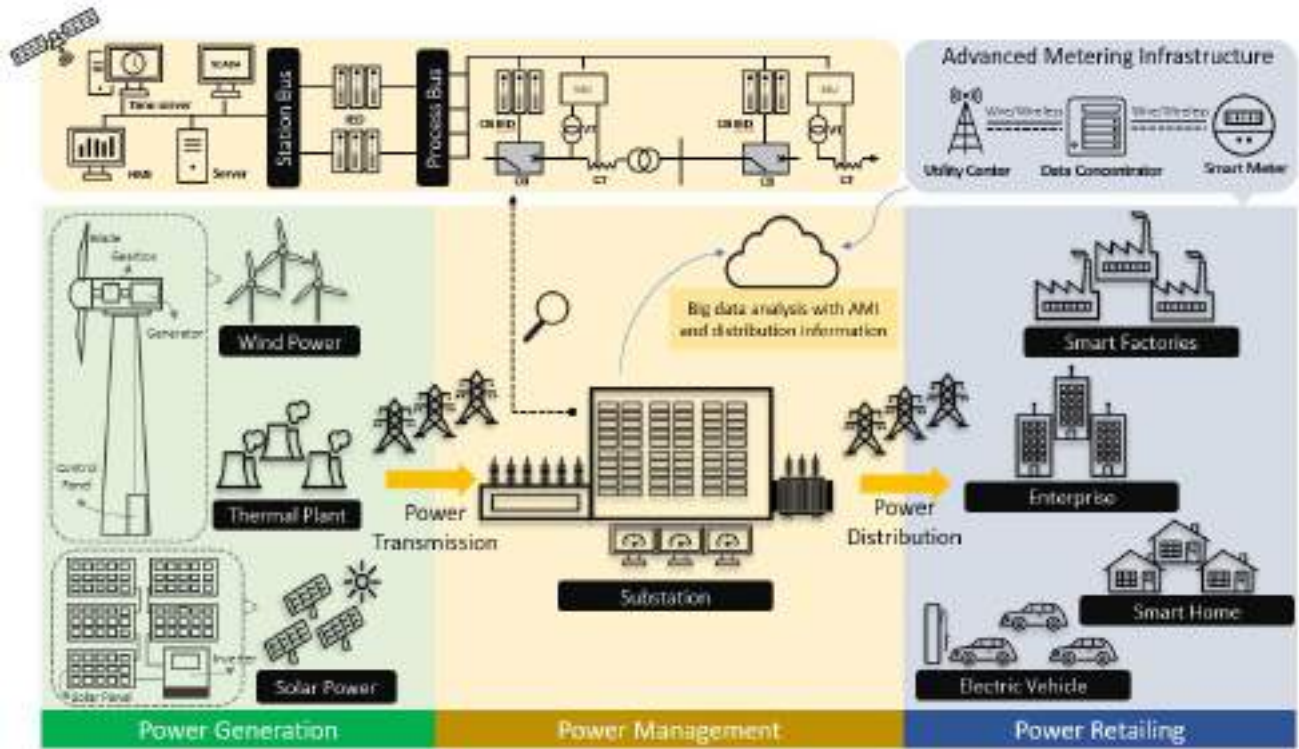 Advanced Metering Infrastructure
SCADA
Time server
HMI
Server
Station Bus
IED
Process Bus
VT
CT
CB
CT
Wire/Wireless
Wire/Wireless
Utility Center
Data Concentrator
Smart Meter
Blade
Gearbox
Generator
Control
Panel
Wind Power
Thermal Plant
Inverter
Solar Panel
Solar Power
Power
Transmission
Big data analysis with AMI
and distribution information
Substation
Power
Distribution
Smart Factories
Enterprise
Smart Home
Electric Vehicle
Power Generation
Power Management
Power Retailing